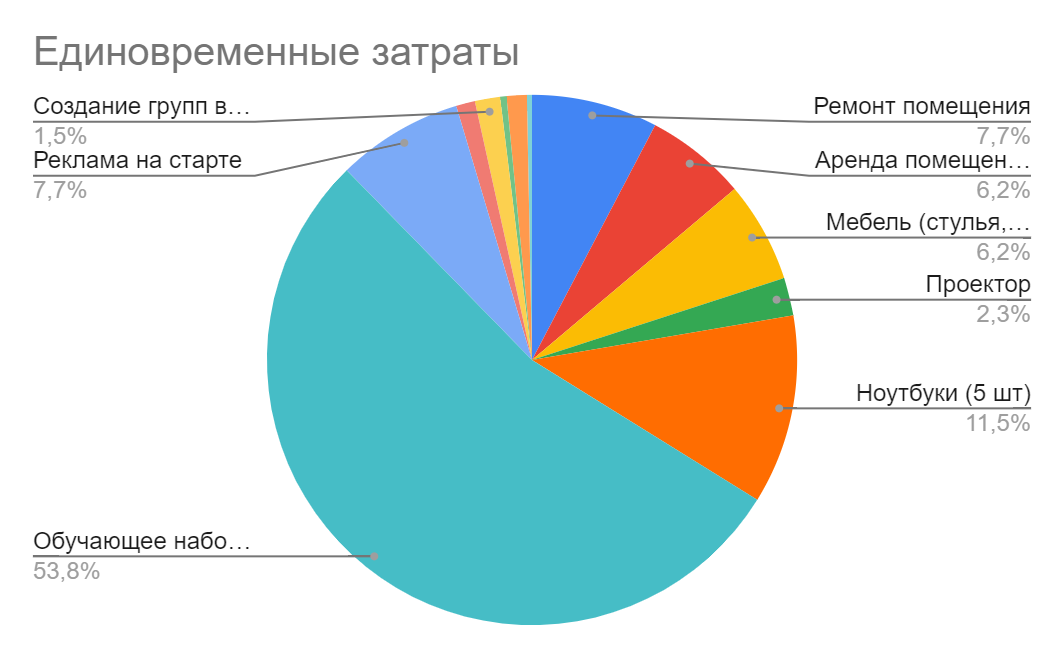 Единовременные затраты
Создание групп в…
1,5%
Реклама на старте
7,7%
Обучающее набо…
53,8%
Ремонт помещения
7,7%
Аренда помещен…
6,2%
Мебель (стулья,…
6,2%
Проектор
2,3%
Ноутбуки (5 шт)
11,5%